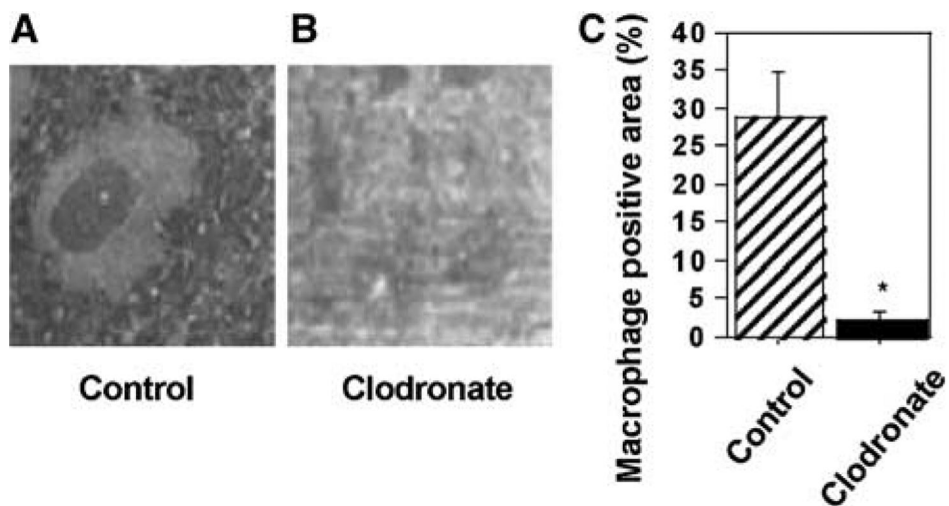 A
B
C
Control
Clodronate
Macrophage positive area (%)
40
35
30
25
20
15
10
5
0
*
Control
Clodronate